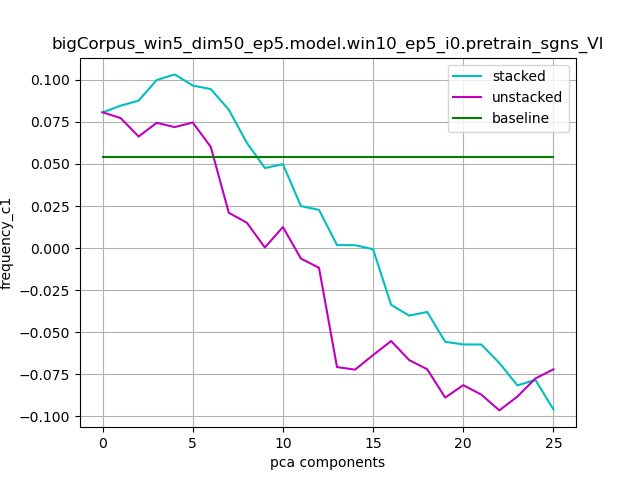 bigCorpus_win5_dim50_ep5.model.win10_ep5_i0.pretrain_sgns_VI
stacked
unstacked
baseline
0.100
0.075
0.050
0.025
0.000
−0.025
−0.050
−0.075
−0.100
frequency_c1
0 5 10 15 20 25
pca components